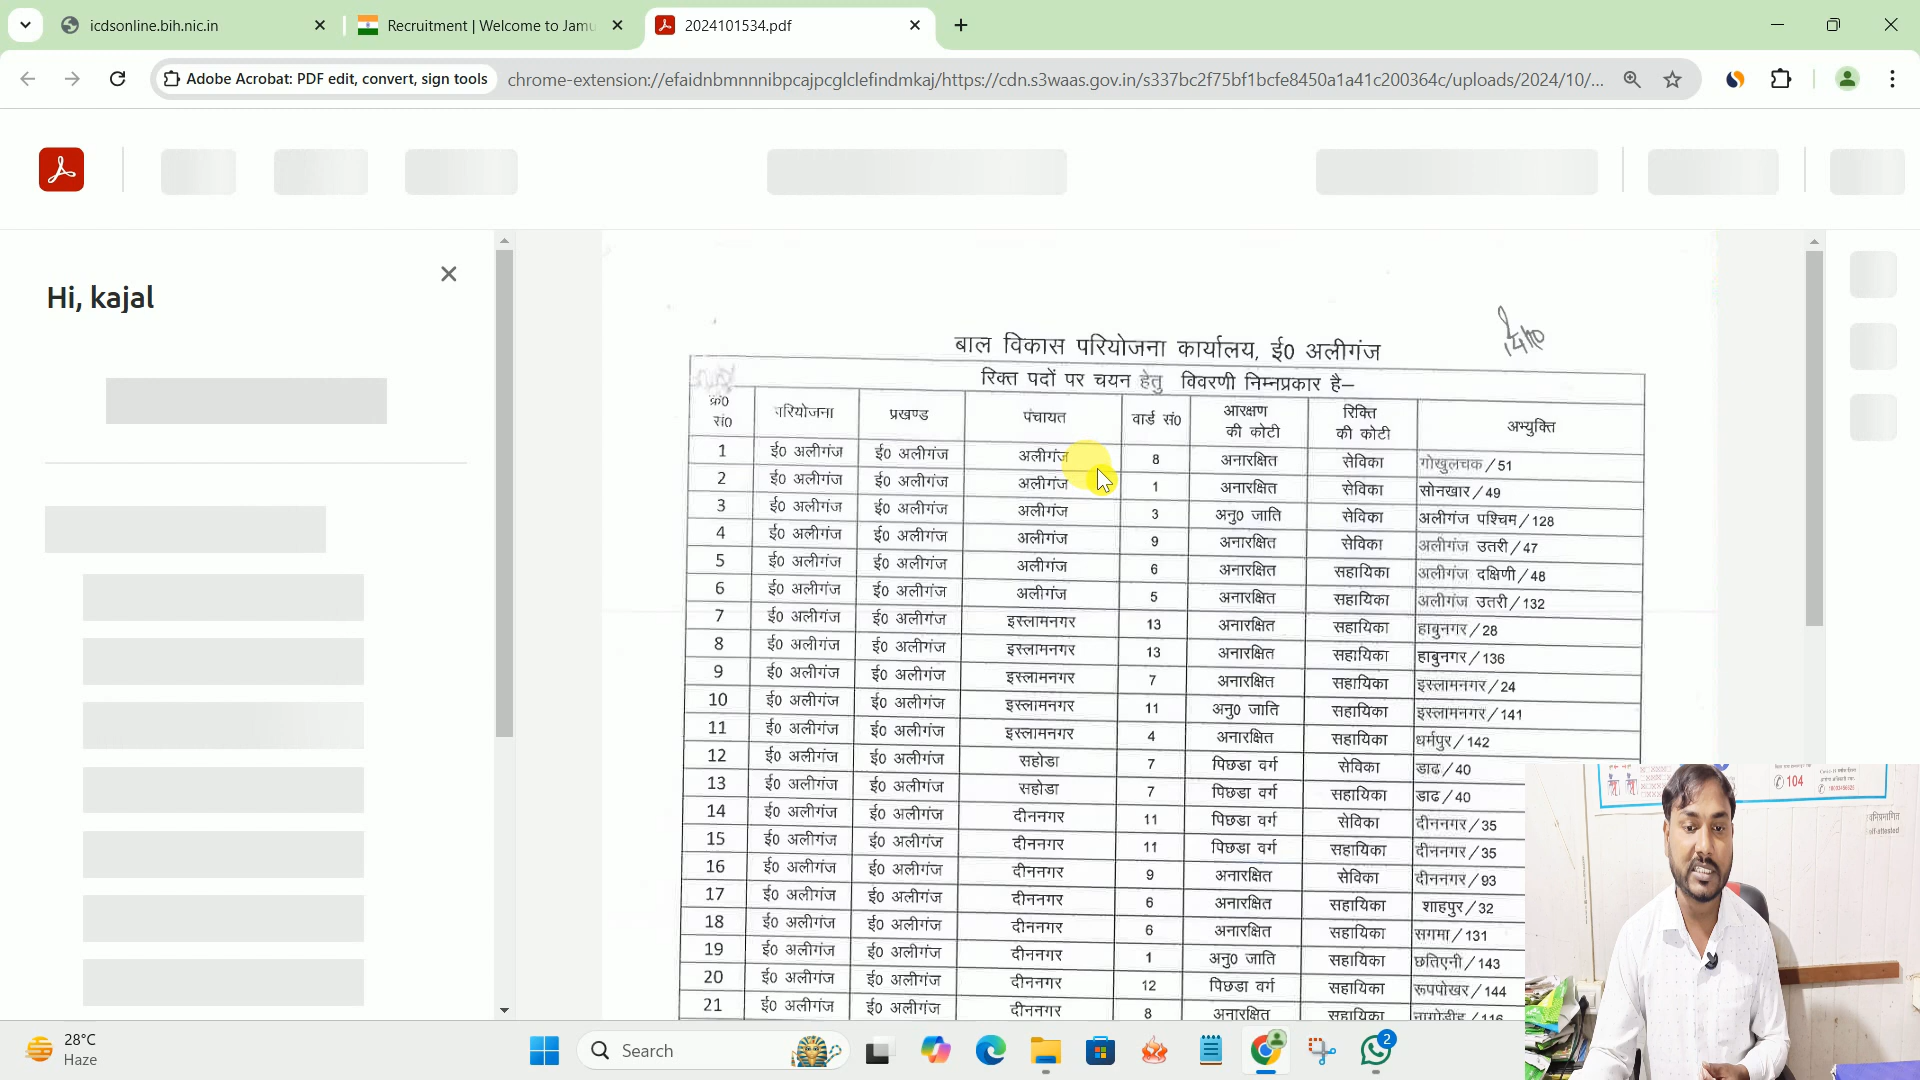 icdsonline.bih.nic.in
Recruitment | Welcome to Jamu
2024101534.pdf
Adobe Acrobat: PDF edit, convert, sign tools
chrome-extension://efaidnbmnnnibpcajpcglclefindmkaj/https://cdn.s3waas.gov.in/s337bc2f75bf1bcfe8450a1a41c200364c/uploads/2024/10/...
Hi, kajal
बाल विकास परियोजना कार्यालय, ई0 अलीगंज
रिक्त पदों पर चयन हेतु विवरणी निम्नप्रकार है–
क्र0 सं0 परियोजना प्रखण्ड पंचायत वार्ड सं0 आरक्षण की कोटी रिक्ति की कोटी अभ्युक्ति
1 ई0 अलीगंज ई0 अलीगंज अलीगंज 8 अनारक्षित सेविका गोखुलचक/51
2 ई0 अलीगंज ई0 अलीगंज अलीगंज 1 अनारक्षित सेविका सोनखार/49
3 ई0 अलीगंज ई0 अलीगंज अलीगंज 3 अनु0 जाति सेविका अलीगंज पश्चिम/128
4 ई0 अलीगंज ई0 अलीगंज अलीगंज 9 अनारक्षित सेविका अलीगंज उतरी/47
5 ई0 अलीगंज ई0 अलीगंज अलीगंज 6 अनारक्षित सहायिका अलीगंज दक्षिणी/48
6 ई0 अलीगंज ई0 अलीगंज अलीगंज 5 अनारक्षित सहायिका अलीगंज उतरी/132
7 ई0 अलीगंज ई0 अलीगंज इस्लामनगर 13 अनारक्षित सहायिका हाबुनगर/28
8 ई0 अलीगंज ई0 अलीगंज इस्लामनगर 13 अनारक्षित सहायिका हाबुनगर/136
9 ई0 अलीगंज ई0 अलीगंज इस्लामनगर 7 अनारक्षित सहायिका इस्लामनगर/24
10 ई0 अलीगंज ई0 अलीगंज इस्लामनगर 11 अनु0 जाति सहायिका इस्लामनगर/141
11 ई0 अलीगंज ई0 अलीगंज इस्लामनगर 4 अनारक्षित सहायिका धर्मपुर/142
12 ई0 अलीगंज ई0 अलीगंज सहोडा 7 पिछडा वर्ग सेविका डाढ/40
13 ई0 अलीगंज ई0 अलीगंज सहोडा 7 पिछडा वर्ग सहायिका डाढ/40
14 ई0 अलीगंज ई0 अलीगंज दीननगर 11 पिछडा वर्ग सेविका दीननगर/35
15 ई0 अलीगंज ई0 अलीगंज दीननगर 11 पिछडा वर्ग सहायिका दीननगर/35
16 ई0 अलीगंज ई0 अलीगंज दीननगर 9 अनारक्षित सेविका दीननगर/93
17 ई0 अलीगंज ई0 अलीगंज दीननगर 6 अनारक्षित सहायिका शाहपुर/32
18 ई0 अलीगंज ई0 अलीगंज दीननगर 6 अनारक्षित सहायिका सगमा/131
19 ई0 अलीगंज ई0 अलीगंज दीननगर 1 अनु0 जाति सहायिका छतिएनी/143
20 ई0 अलीगंज ई0 अलीगंज दीननगर 12 पिछडा वर्ग सहायिका रूपपोखर/144
21 ई0 अलीगंज ई0 अलीगंज दीननगर 8 अनारक्षित सहायिका
104
28°C
Haze
Search
2